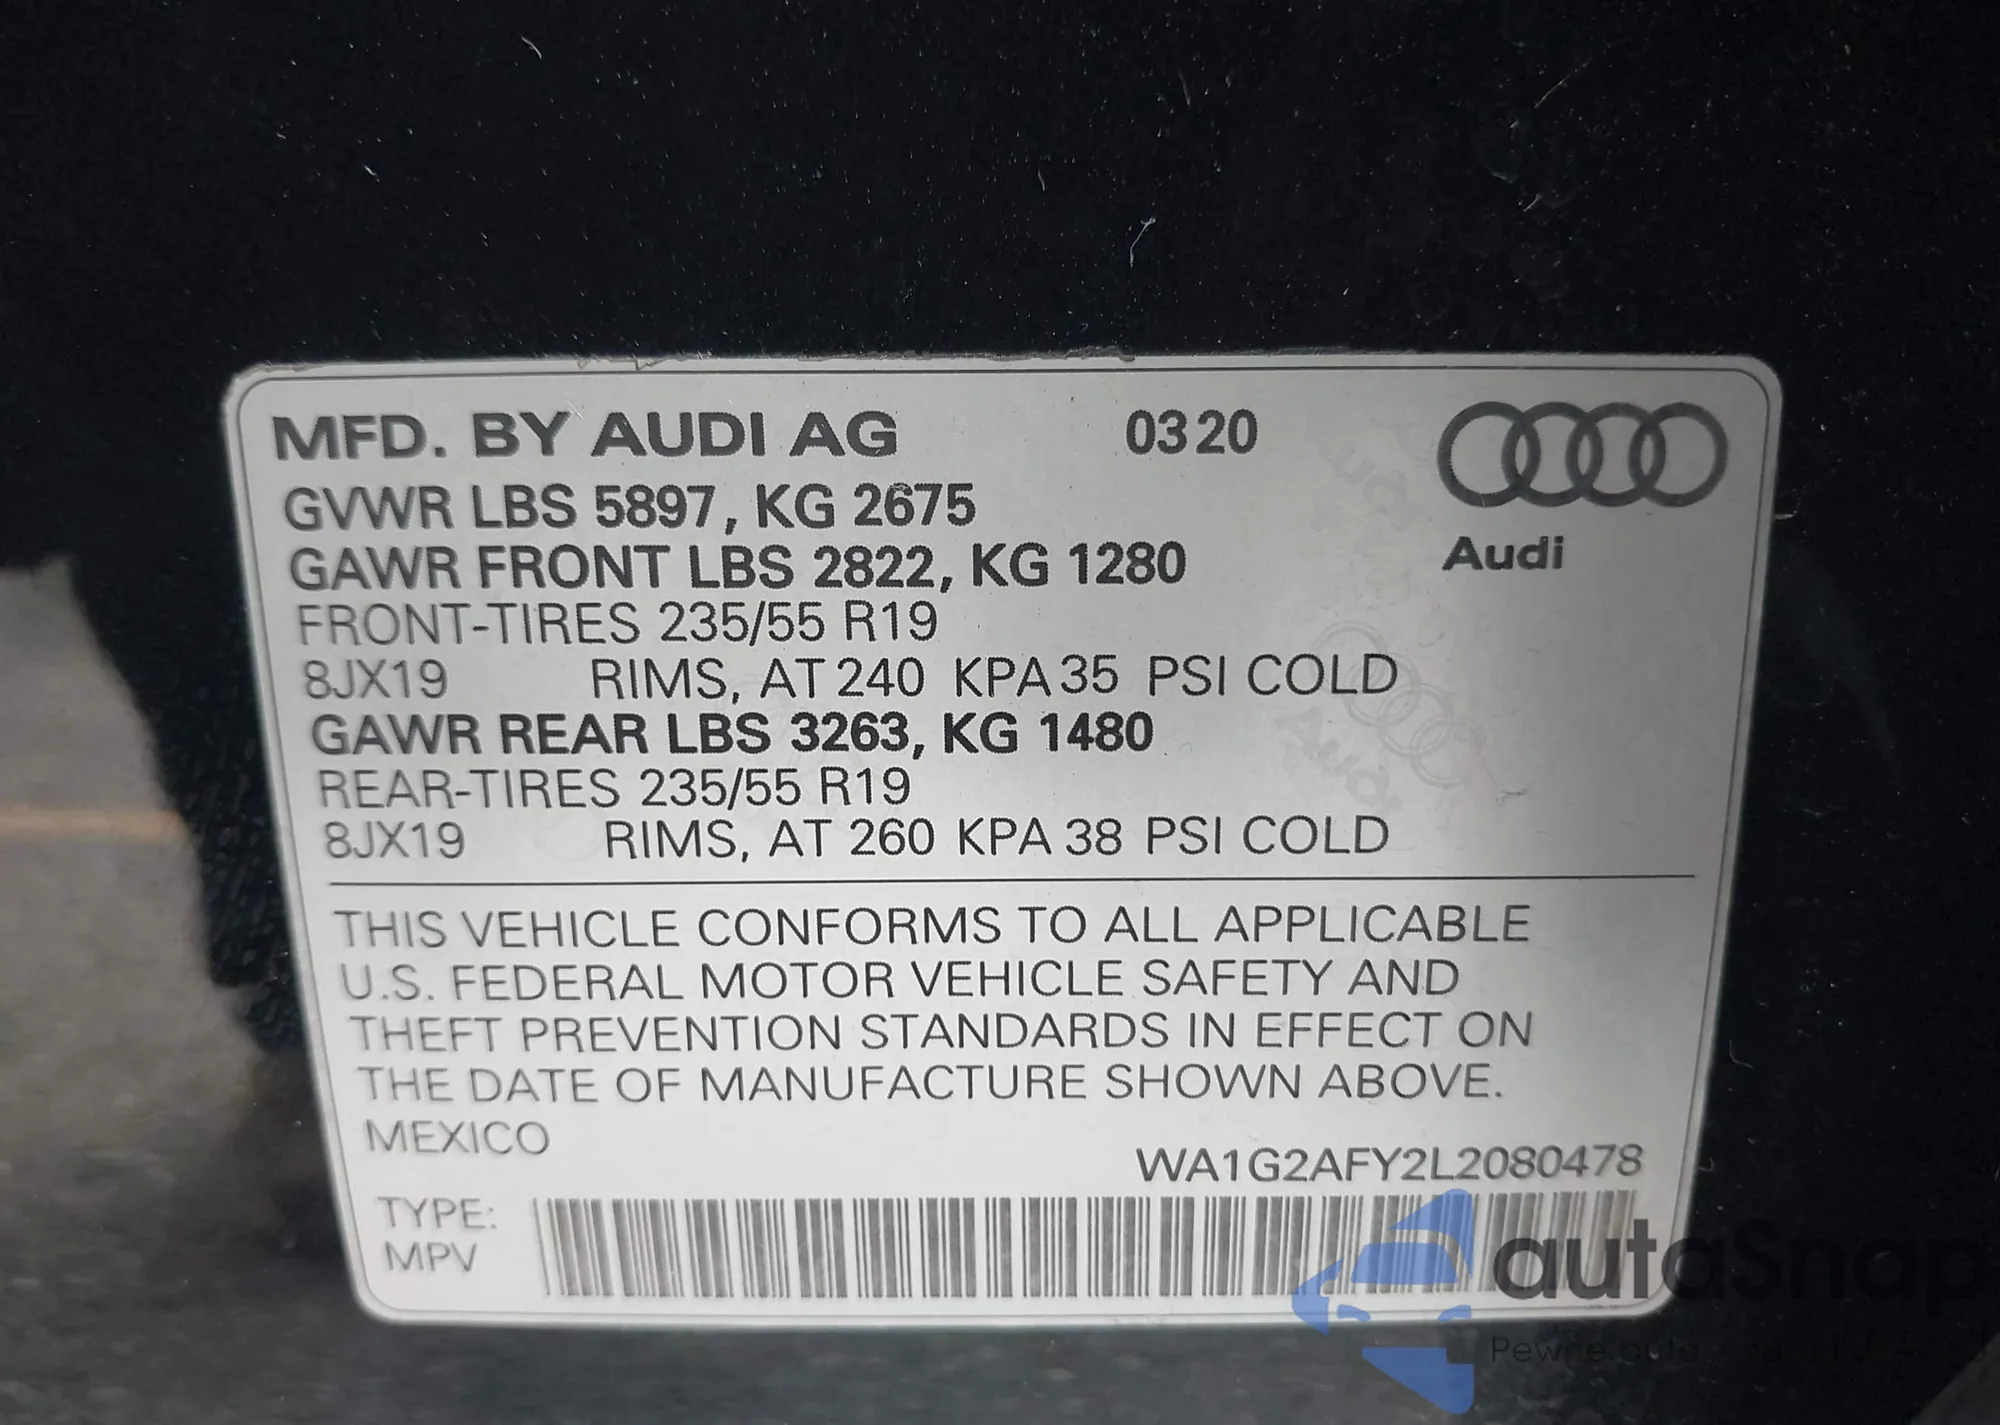 MFD. BY AUDI AG 0320
GVWR LBS 5897, KG 2675
GAWR FRONT LBS 2822, KG 1280
Audi
FRONT-TIRES 235/55 R19
8JX19 RIMS, AT 240 KPA 35 PSI COLD
GAWR REAR LBS 3263, KG 1480
REAR-TIRES 235/55 R19
8JX19 RIMS, AT 260 KPA 38 PSI COLD
THIS VEHICLE CONFORMS TO ALL APPLICABLE
U.S. FEDERAL MOTOR VEHICLE SAFETY AND
THEFT PREVENTION STANDARDS IN EFFECT ON
THE DATE OF MANUFACTURE SHOWN ABOVE.
MEXICO
WA1G2AFY2L2080478
TYPE:
MPV
autaSnap
Pewne auta